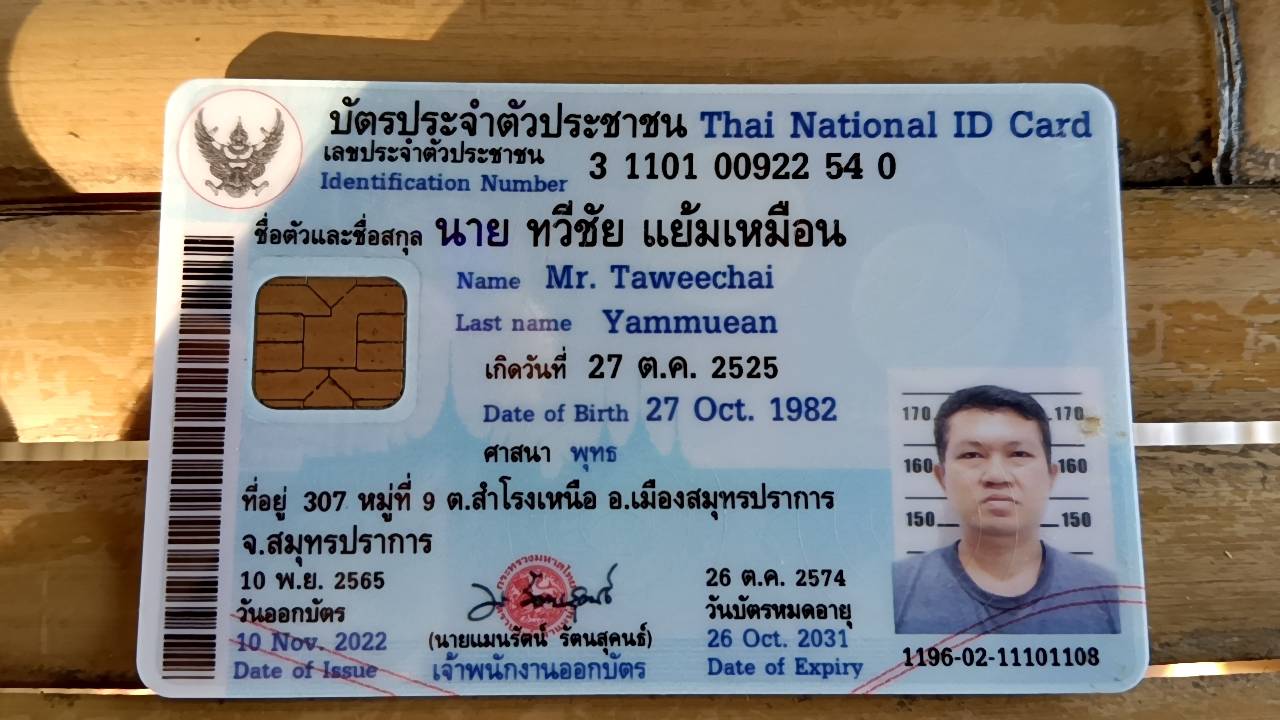 บัตรประจำตัวประชาชน Thai National ID Card
เลขประจำตัวประชาชน
Identification Number 3 1101 00922 54 0
ชื่อตัวและชื่อสกุล นาย ทวีชัย แย้มเหมือน
Name Mr. Taweechai
Last name Yammuean
เกิดวันที่ 27 ต.ค. 2525
Date of Birth 27 Oct. 1982
ศาสนา พุทธ
ที่อยู่ 307 หมู่ที่ 9 ต.สำโรงเหนือ อ.เมืองสมุทรปราการ
จ.สมุทรปราการ
10 พ.ย. 2565
วันออกบัตร
10 Nov. 2022
Date of Issue
(นายแมนรัตน์ รัตนสุคนธ์)
เจ้าพนักงานออกบัตร
26 ต.ค. 2574
วันบัตรหมดอายุ
26 Oct. 2031
Date of Expiry
170 170
160 160
150 150
1196-02-11101108